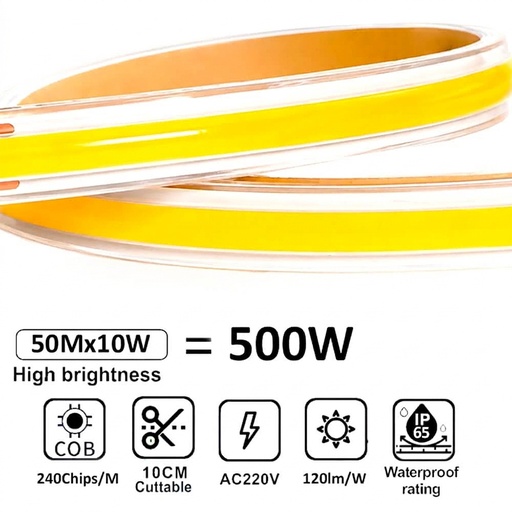 50Mx10W = 500W
High brightness
COB
IP
65
240Chips/M
10CM
Cuttable
AC220V
120lm/W
Waterproof
rating